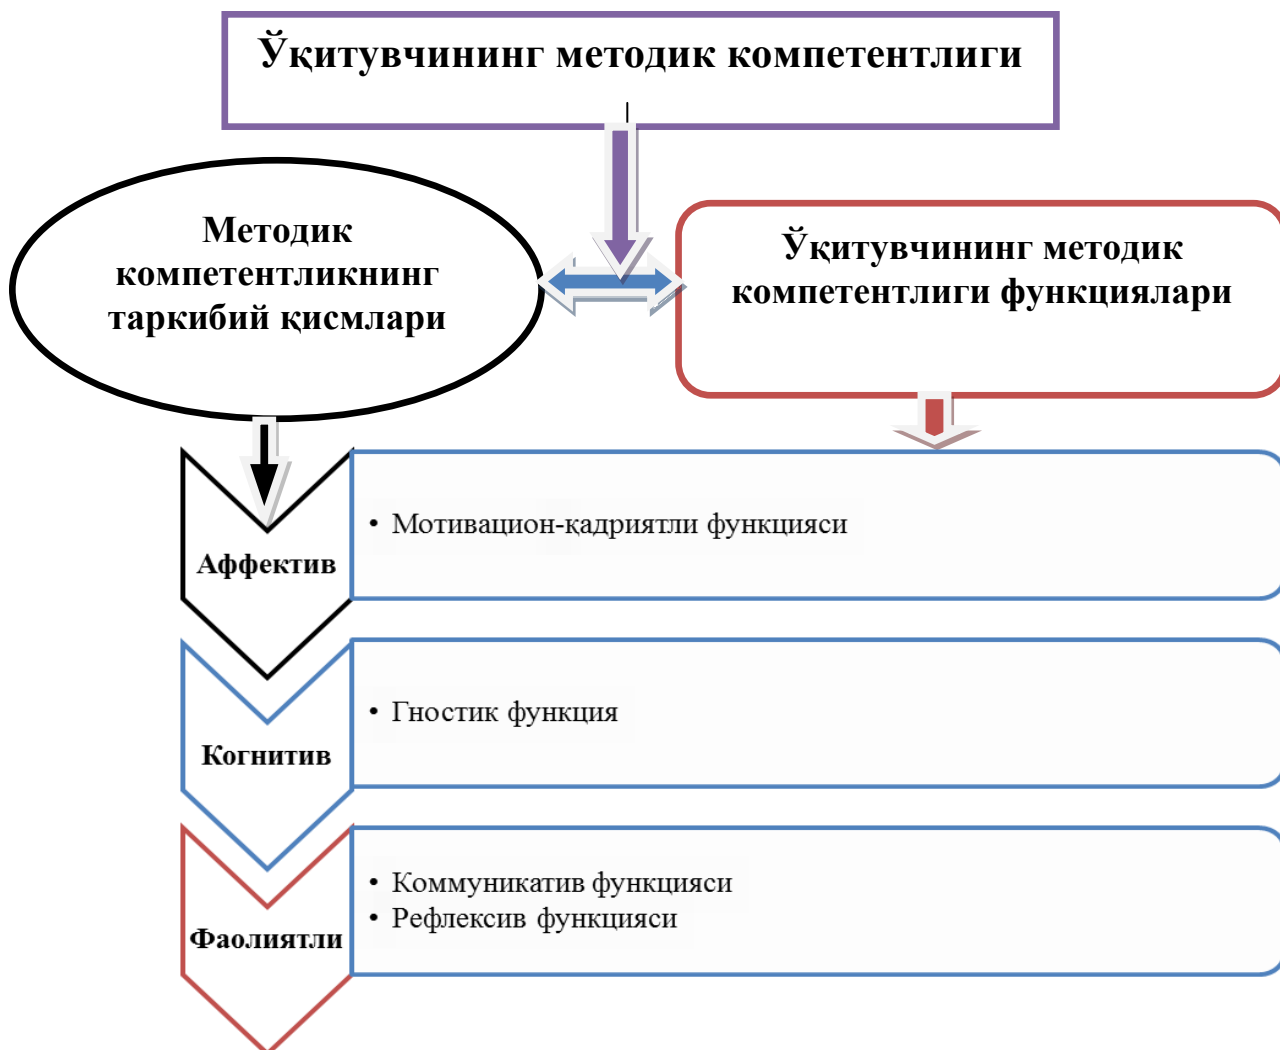 Ўқитувчининг методик компетентлиги
Методик
компетентликнинг
таркибий қисмлари
Ўқитувчининг методик
компетентлиги функциялари
Аффектив
• Мотивацион-қадриятли функцияси
Когнитив
• Гностик функция
Фаолиятли
• Коммуникатив функцияси
• Рефлексив функцияси